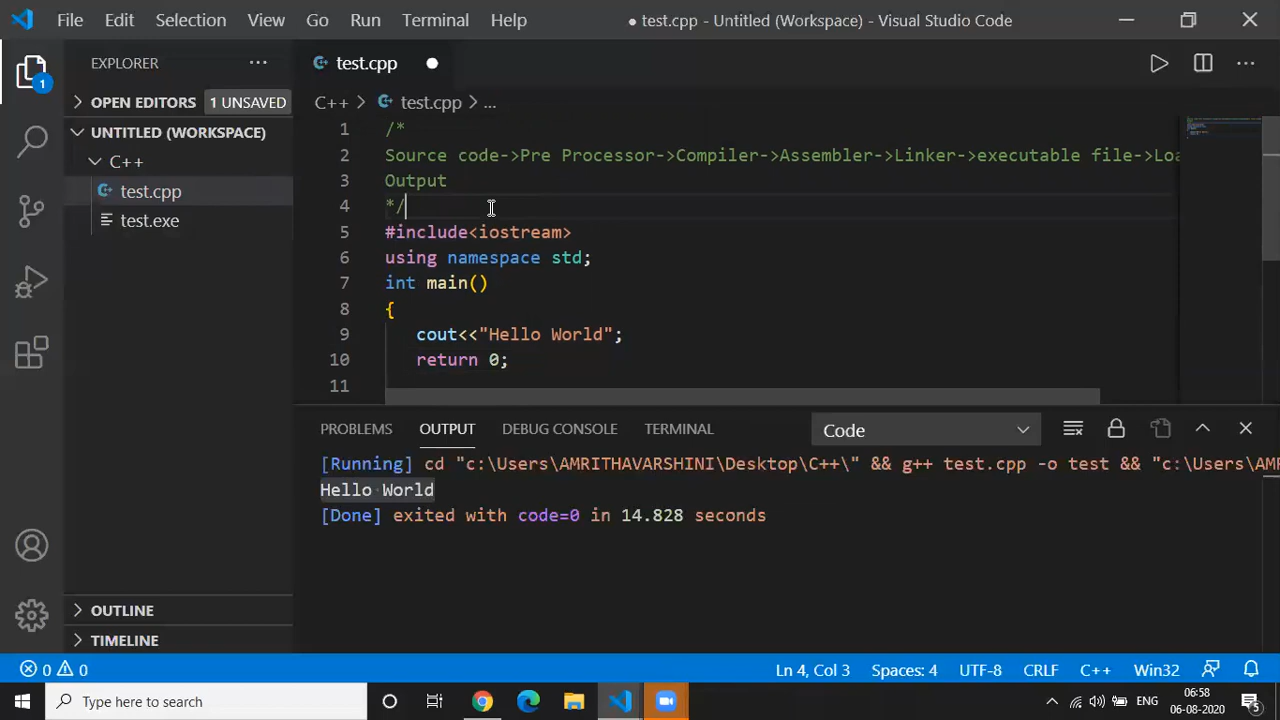 File Edit Selection View Go Run Terminal Help ● test.cpp - Untitled (Workspace) - Visual Studio Code
EXPLORER ...
test.cpp ●
1
OPEN EDITORS 1 UNSAVED
C++ > test.cpp > ...
UNTITLED (WORKSPACE)
C++
test.cpp
test.exe
1 /*
2 Source code->Pre Processor->Compiler->Assembler->Linker->executable file->Loa
3 Output
4 */
5 #include<iostream>
6 using namespace std;
7 int main()
8 {
9 cout<<"Hello World";
10 return 0;
11
PROBLEMS OUTPUT DEBUG CONSOLE TERMINAL Code
[Running] cd "c:\Users\AMRITHAVARSHINI\Desktop\C++\" && g++ test.cpp -o test && "c:\Users\AM
Hello World
[Done] exited with code=0 in 14.828 seconds
OUTLINE
TIMELINE
0 0 Ln 4, Col 3 Spaces: 4 UTF-8 CRLF C++ Win32
Type here to search
ENG
06:58
06-08-2020
5